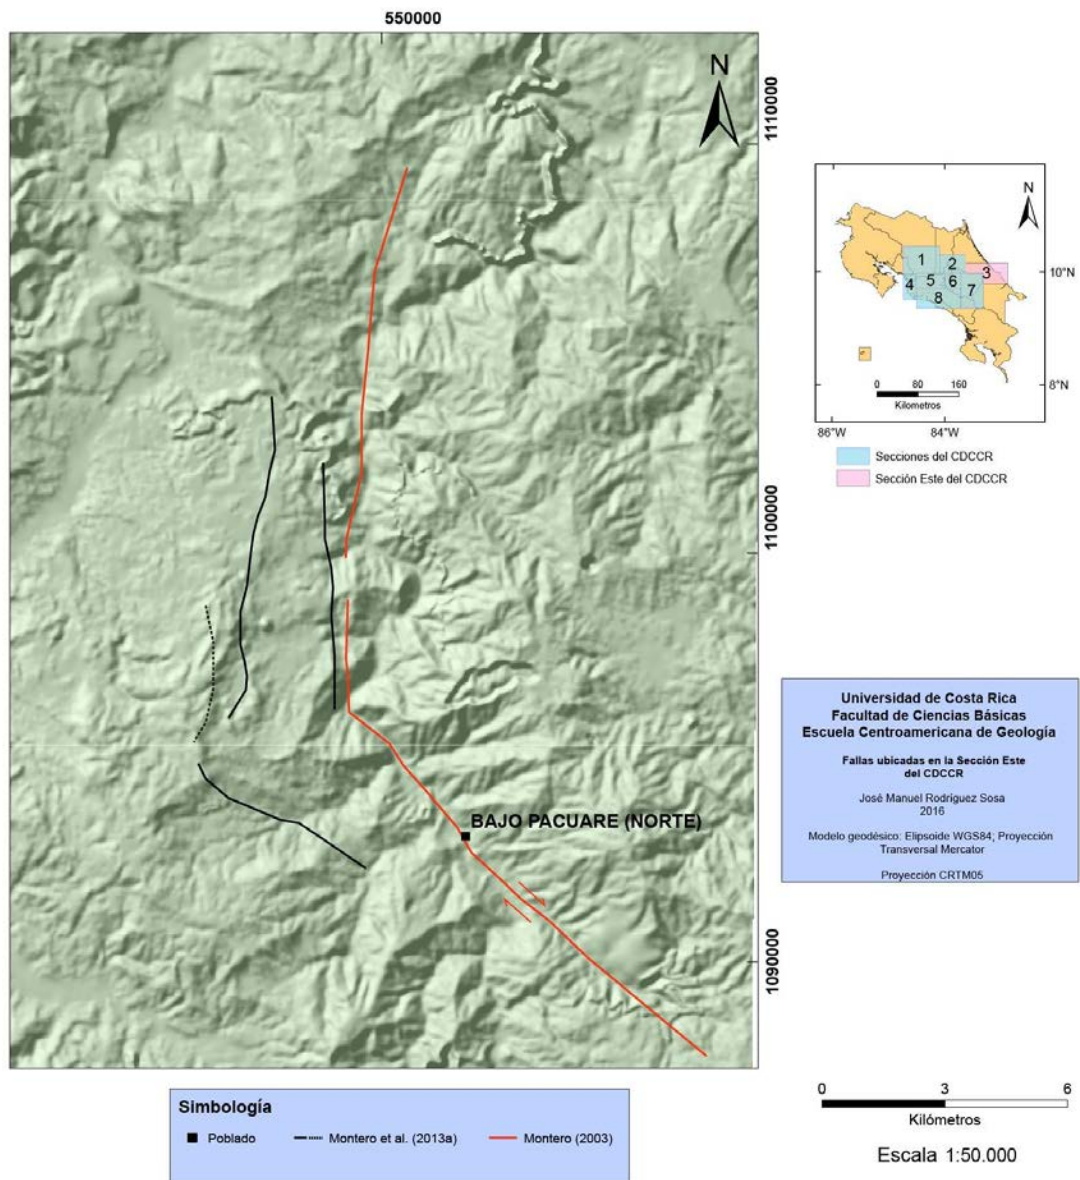 550000
N
1110000
1100000
1090000
BAJO PACUARE (NORTE)
N
1
2
3
4
5
6
7
8
10°N
8°N
86°W
84°W
0 80 160
Kilometros
Secciones del CDCCR
Sección Este del CDCCR
Universidad de Costa Rica
Facultad de Ciencias Básicas
Escuela Centroamericana de Geología
Fallas ubicadas en la Sección Este
del CDCCR
José Manuel Rodríguez Sosa
2016
Modelo geodésico: Elipsoide WGS84; Proyección
Transversal Mercator
Proyección CRTM05
Simbología
Poblado
Montero et al. (2013a)
Montero (2003)
0 3 6
Kilómetros
Escala 1:50.000